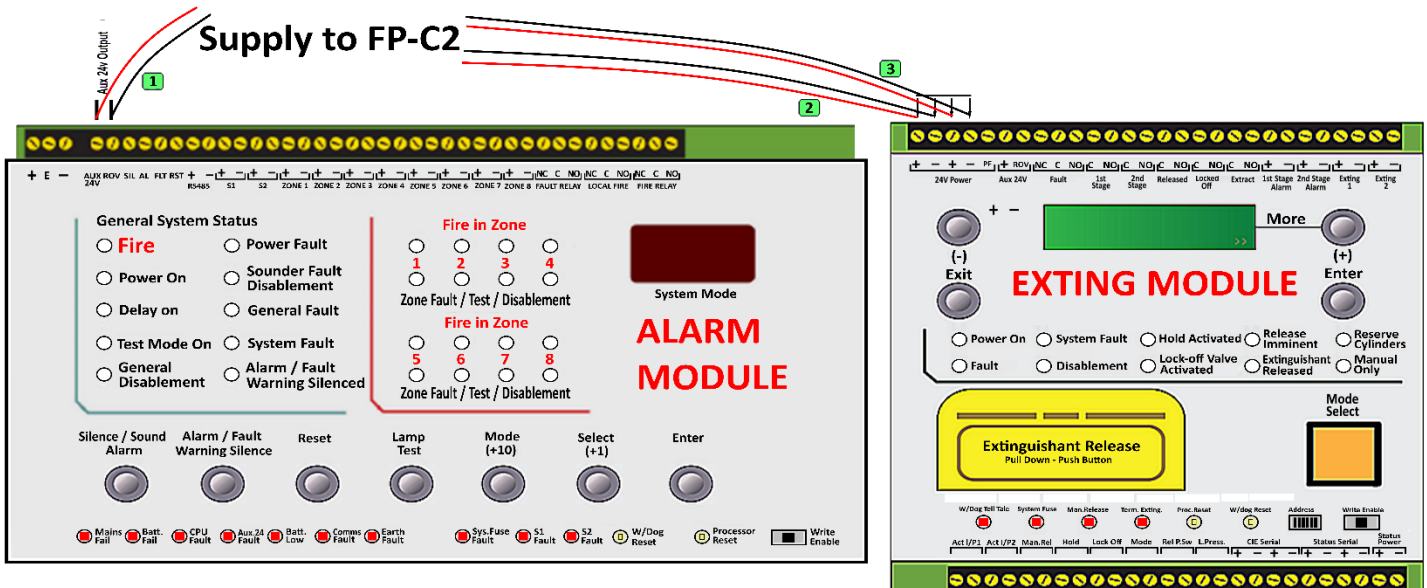 Supply to FP-C2
Aux 24v Output
1
2
3
+ E − AUX 24V ROV SIL AL FLT RST + − RS485 + − S1 + − S2 + − ZONE 1 + − ZONE 2 + − ZONE 3 + − ZONE 4 + − ZONE 5 + − ZONE 6 + − ZONE 7 + − ZONE 8 NC C NO FAULT RELAY NC C NO LOCAL FIRE NC C NO FIRE RELAY
General System Status
Fire
Power Fault
Power On
Sounder Fault
Disablement
Delay on
General Fault
Test Mode On
System Fault
General
Disablement
Alarm / Fault
Warning Silenced
Fire in Zone
1 2 3 4
Zone Fault / Test / Disablement
Fire in Zone
5 6 7 8
Zone Fault / Test / Disablement
System Mode
ALARM
MODULE
Silence / Sound
Alarm
Alarm / Fault
Warning Silence
Reset
Lamp
Test
Mode
(+10)
Select
(+1)
Enter
Mains
Fail
Batt.
Fail
CPU
Fault
Aux.24
Fault
Batt.
Low
Comms
Fault
Earth
Fault
Sys.Fuse
Fault
S1
Fault
S2
Fault
W/Dog
Reset
Processor
Reset
Write
Enable
+ − + − PF + ROV NC C NO C NO C NO C NO C NO C NO + − + − + − + −
24V Power
Aux 24V
Fault
1st
Stage
2nd
Stage
Released
Locked
Off
Extract
1st Stage
Alarm
2nd Stage
Alarm
Exting
1
Exting
2
+ −
>>
More
(-)
Exit
(+)
Enter
EXTING MODULE
Power On
System Fault
Hold Activated
Release
Imminent
Reserve
Cylinders
Fault
Disablement
Lock-off Valve
Activated
Extinguishant
Released
Manual
Only
Extinguishant Release
Pull Down - Push Button
Mode
Select
W/Dog Tell Talc
System Fuse
Man.Release
Term. Exting.
Proc.Reset
W/dog Reset
Address
Write Enable
Act I/P1 Act I/P2 Man.Rel Hold Lock Off Mode Rel P.Sw L.Press. CIE Serial Status Serial Status
Power
+ − + − + − + − + −